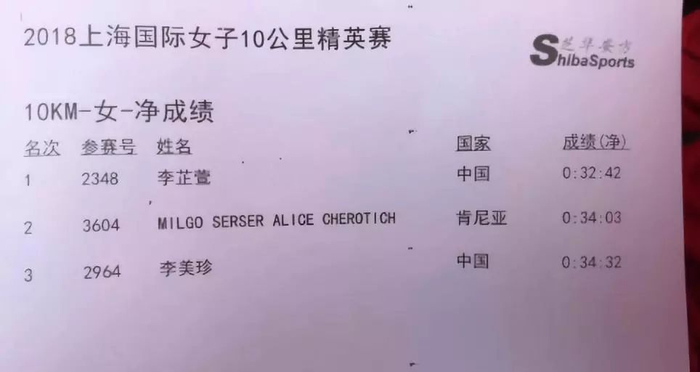 2018上海国际女子10公里精英赛
芝华安方
ShibaSports
10KM-女-净成绩
名次 参赛号 姓名 国家 成绩(净)
1 2348 李芷萱 中国 0:32:42
2 3604 MILGO SERSER ALICE CHEROTICH 肯尼亚 0:34:03
3 2964 李美珍 中国 0:34:32